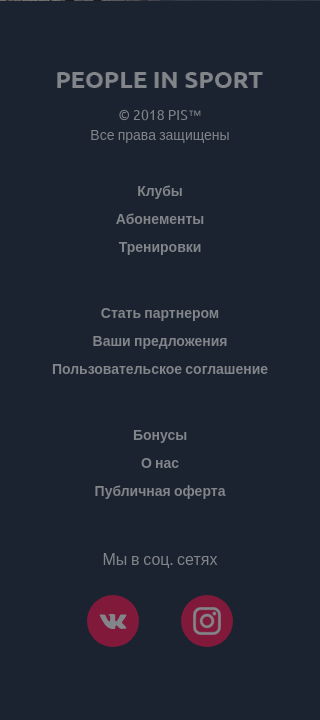 PEOPLE IN SPORT
© 2018 PIS™
Все права защищены
Клубы
Абонементы
Тренировки
Стать партнером
Ваши предложения
Пользовательское соглашение
Бонусы
О нас
Публичная оферта
Мы в соц. сетях